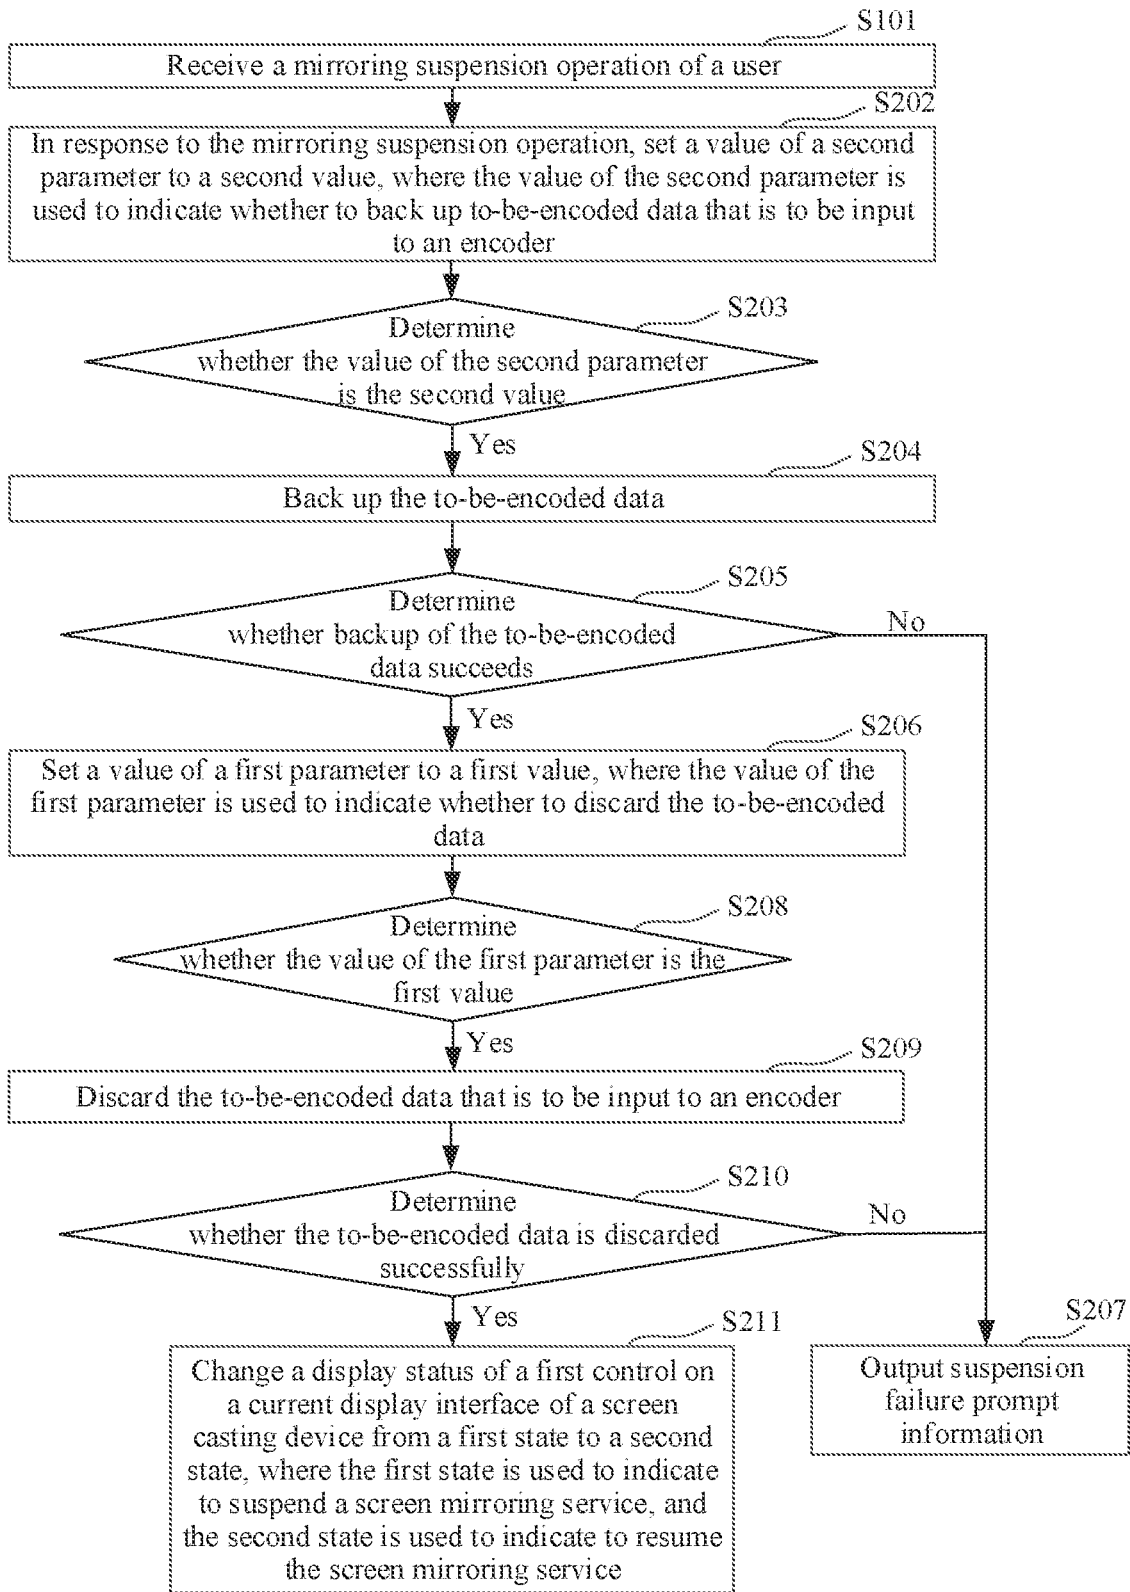 S101
Receive a mirroring suspension operation of a user
S202
In response to the mirroring suspension operation, set a value of a second
parameter to a second value, where the value of the second parameter is
used to indicate whether to back up to-be-encoded data that is to be input
to an encoder
S203
Determine
whether the value of the second parameter
is the second value
Yes
S204
Back up the to-be-encoded data
S205
Determine
whether backup of the to-be-encoded
data succeeds
No
Yes
S206
Set a value of a first parameter to a first value, where the value of the
first parameter is used to indicate whether to discard the to-be-encoded
data
S208
Determine
whether the value of the first parameter is the
first value
Yes
S209
Discard the to-be-encoded data that is to be input to an encoder
S210
Determine
whether the to-be-encoded data is discarded
successfully
No
Yes
S211
Change a display status of a first control on
a current display interface of a screen
casting device from a first state to a second
state, where the first state is used to indicate
to suspend a screen mirroring service, and
the second state is used to indicate to resume
the screen mirroring service
S207
Output suspension
failure prompt
information